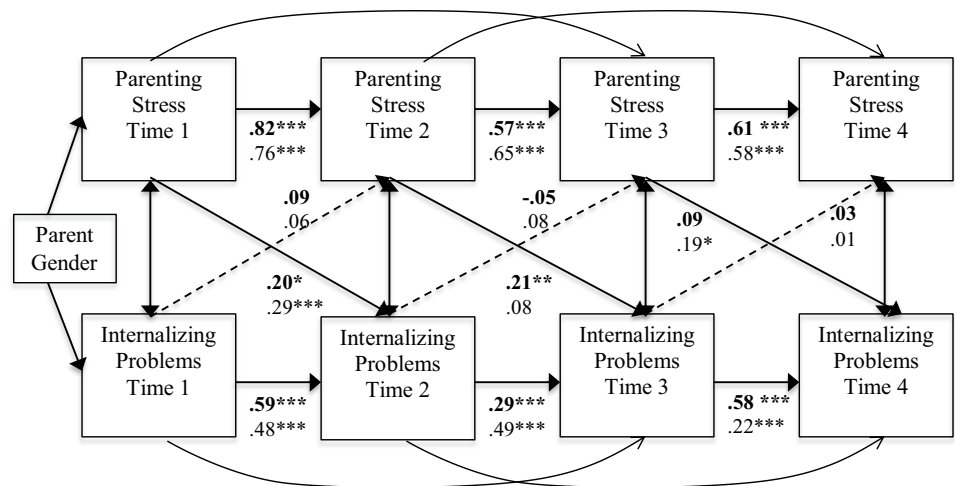 Parenting
Stress
Time 1
Parenting
Stress
Time 2
Parenting
Stress
Time 3
Parenting
Stress
Time 4
.82***
.76***
.57***
.65***
.61 ***
.58***
Parent
Gender
.09
.06
-.05
.08
.09
.19*
.03
.01
.20*
.29***
.21**
.08
Internalizing
Problems
Time 1
Internalizing
Problems
Time 2
Internalizing
Problems
Time 3
Internalizing
Problems
Time 4
.59***
.48***
.29***
.49***
.58 ***
.22***